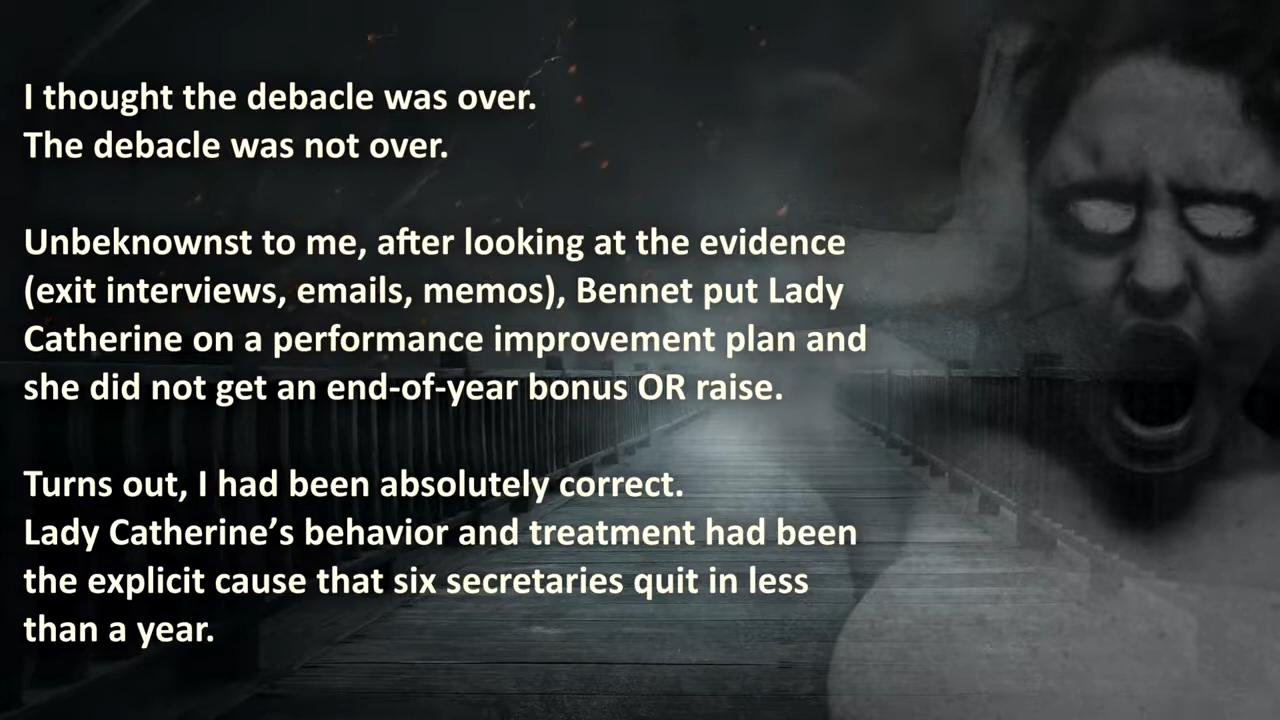 I thought the debacle was over.
The debacle was not over.
Unbeknownst to me, after looking at the evidence
(exit interviews, emails, memos), Bennet put Lady
Catherine on a performance improvement plan and
she did not get an end-of-year bonus OR raise.
Turns out, I had been absolutely correct.
Lady Catherine’s behavior and treatment had been
the explicit cause that six secretaries quit in less
than a year.